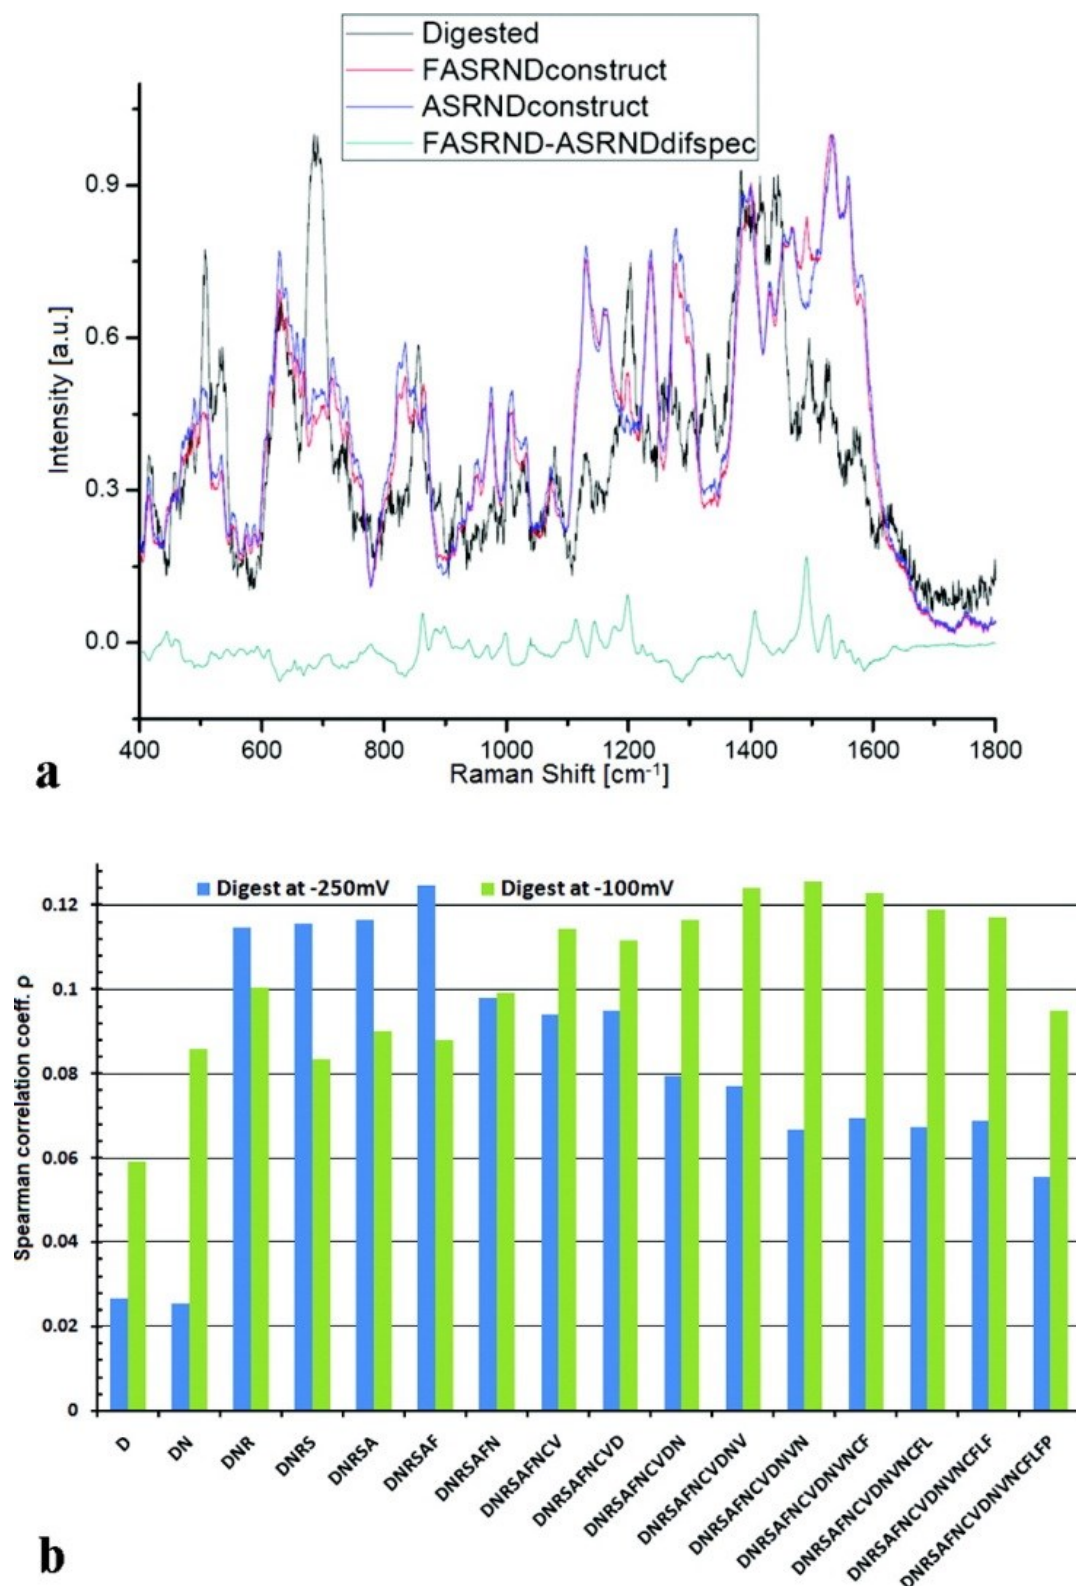 Digested
FASRNDconstruct
ASRNDconstruct
FASRND-ASRNDdifspec
0.9
0.6
0.3
0.0
Intensity [a.u.]
400 600 800 1000 1200 1400 1600 1800
Raman Shift [cm⁻¹]
a
Digest at -250mV Digest at -100mV
0.12
0.1
0.08
0.06
0.04
0.02
0
Spearman correlation coeff. ρ
D
DN
DNR
DNRS
DNRSA
DNRSAF
DNRSAFN
DNRSAFNCV
DNRSAFNCVD
DNRSAFNCVDN
DNRSAFNCVDNV
DNRSAFNCVDNVN
DNRSAFNCVDNVNCF
DNRSAFNCVDNVNCFL
DNRSAFNCVDNVNCFLF
DNRSAFNCVDNVNCFLFP
b